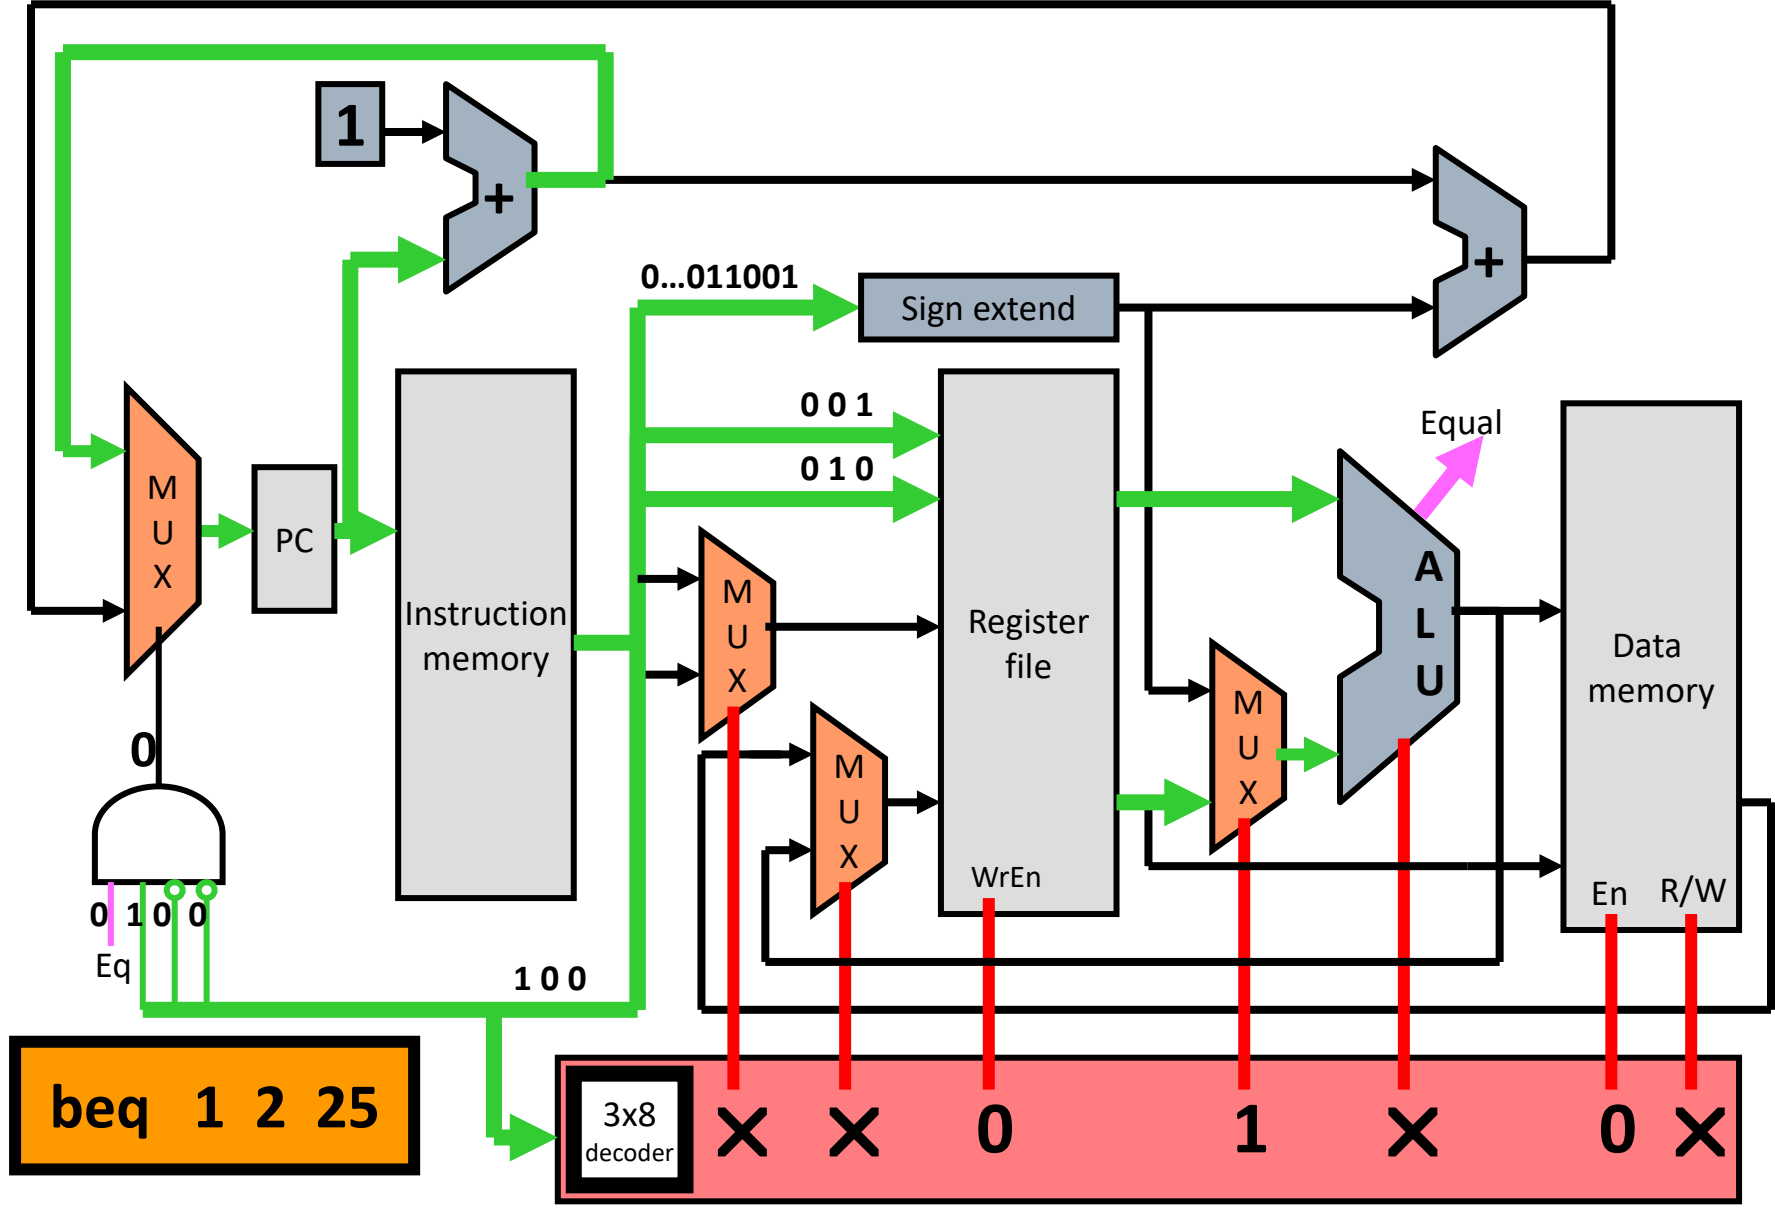 1
+
+
0...011001
Sign extend
0 0 1
0 1 0
Equal
M
U
X
PC
Instruction
memory
M
U
X
Register
file
A
L
U
Data
memory
M
U
X
M
U
X
0
WrEn
En
R/W
0 1 0 0
Eq
1 0 0
beq 1 2 25
3x8
decoder
X X 0 1 X 0 X